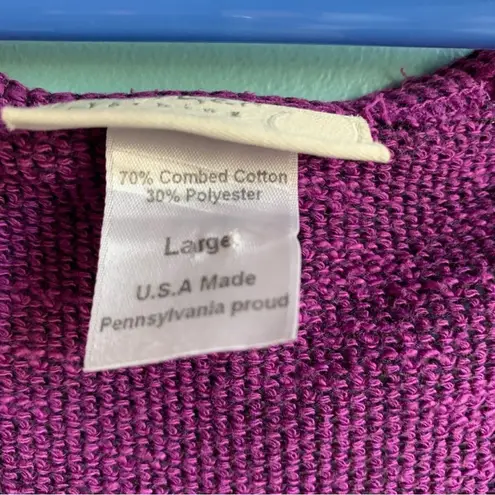 70% Combed Cotton
30% Polyester
Large
U.S.A Made
Pennsylvania proud